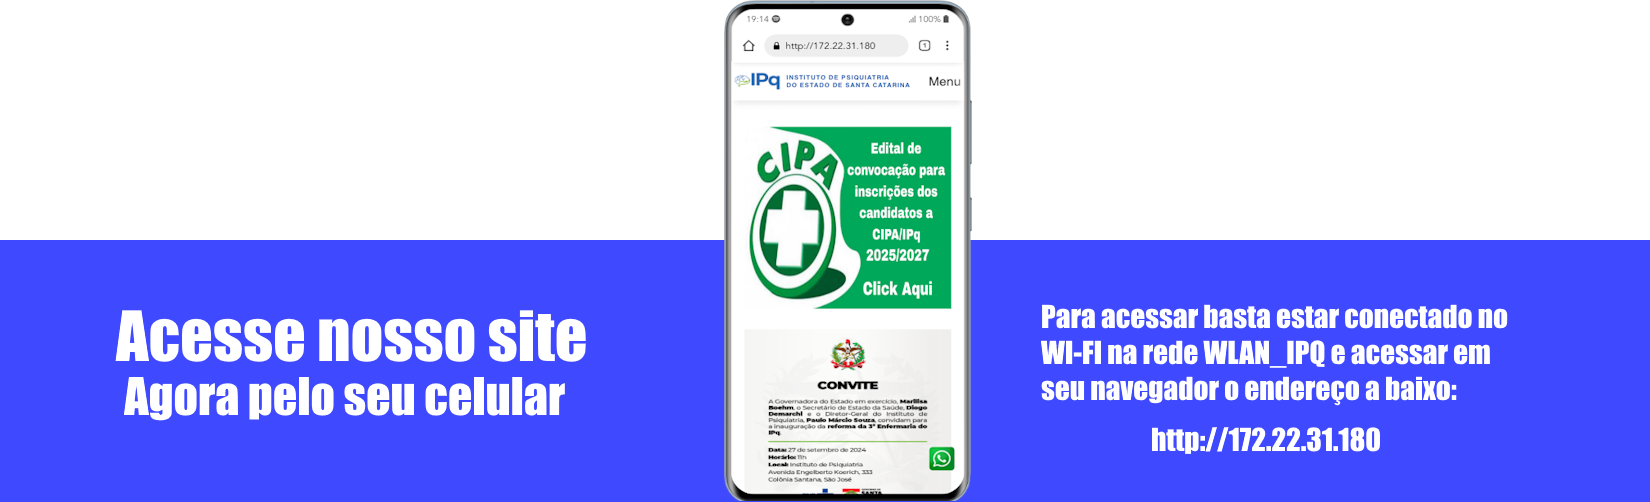 Acesse nosso site
Agora pelo seu celular
19:14
100%
http://172.22.31.180
1
IPq
INSTITUTO DE PSIQUIATRIA
DO ESTADO DE SANTA CATARINA
Menu
CIPA
Edital de
convocação para
inscrições dos
candidatos a
CIPA/IPq
2025/2027
Click Aqui
CONVITE
A Governadora do Estado em exercício, Marilisa
Boehm, o Secretário de Estado da Saúde, Diogo
Demarchi e o Diretor-Geral do Instituto de
Psiquiatria, Paulo Márcio Souza, convidam para
a inauguração da reforma da 3ª Enfermaria do
IPq.
Data: 27 de setembro de 2024
Horário: 11h
Local: Instituto de Psiquiatria
Avenida Engelberto Koerich, 333
Colônia Santana, São José
SANTA
Para acessar basta estar conectado no
WI-FI na rede WLAN_IPQ e acessar em
seu navegador o endereço a baixo:
http://172.22.31.180